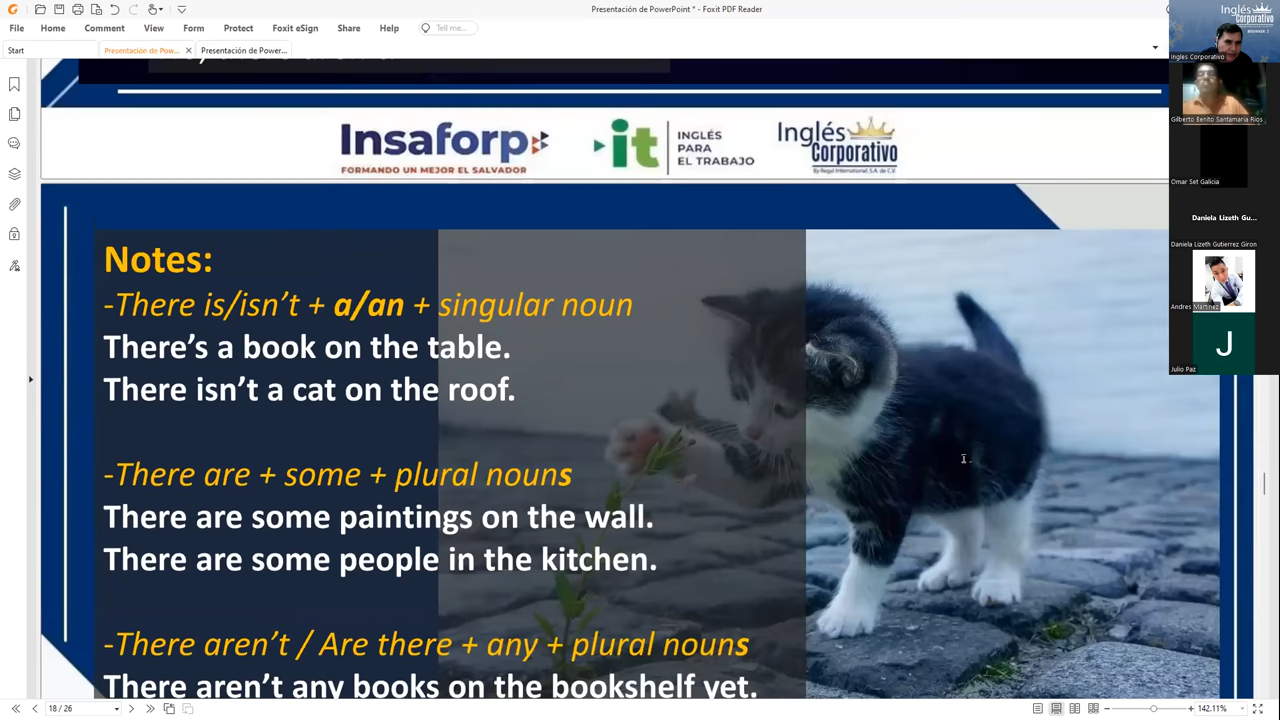 Presentación de PowerPoint * - Foxit PDF Reader
File Home Comment View Form Protect Foxit eSign Share Help Tell me...
Start Presentación de Pow... Presentación de Power...
Insaforp
FORMANDO UN MEJOR EL SALVADOR
it
INGLÉS
PARA
EL TRABAJO
Inglés
Corporativo
By Regal International, S.A. de C.V.
Notes:
-There is/isn’t + a/an + singular noun
There’s a book on the table.
There isn’t a cat on the roof.
-There are + some + plural nouns
There are some paintings on the wall.
There are some people in the kitchen.
-There aren’t / Are there + any + plural nouns
There aren’t any books on the bookshelf yet.
Inglés
Corporativo
BEGINNER 2
Ingles Corporativo
Gilberto Benito Santamaria Rios
Omar Set Galicia
Daniela Lizeth Gu...
Daniela Lizeth Gutierrez Giron
Andres Martinez
J
Julio Paz
18 / 26
142.11%